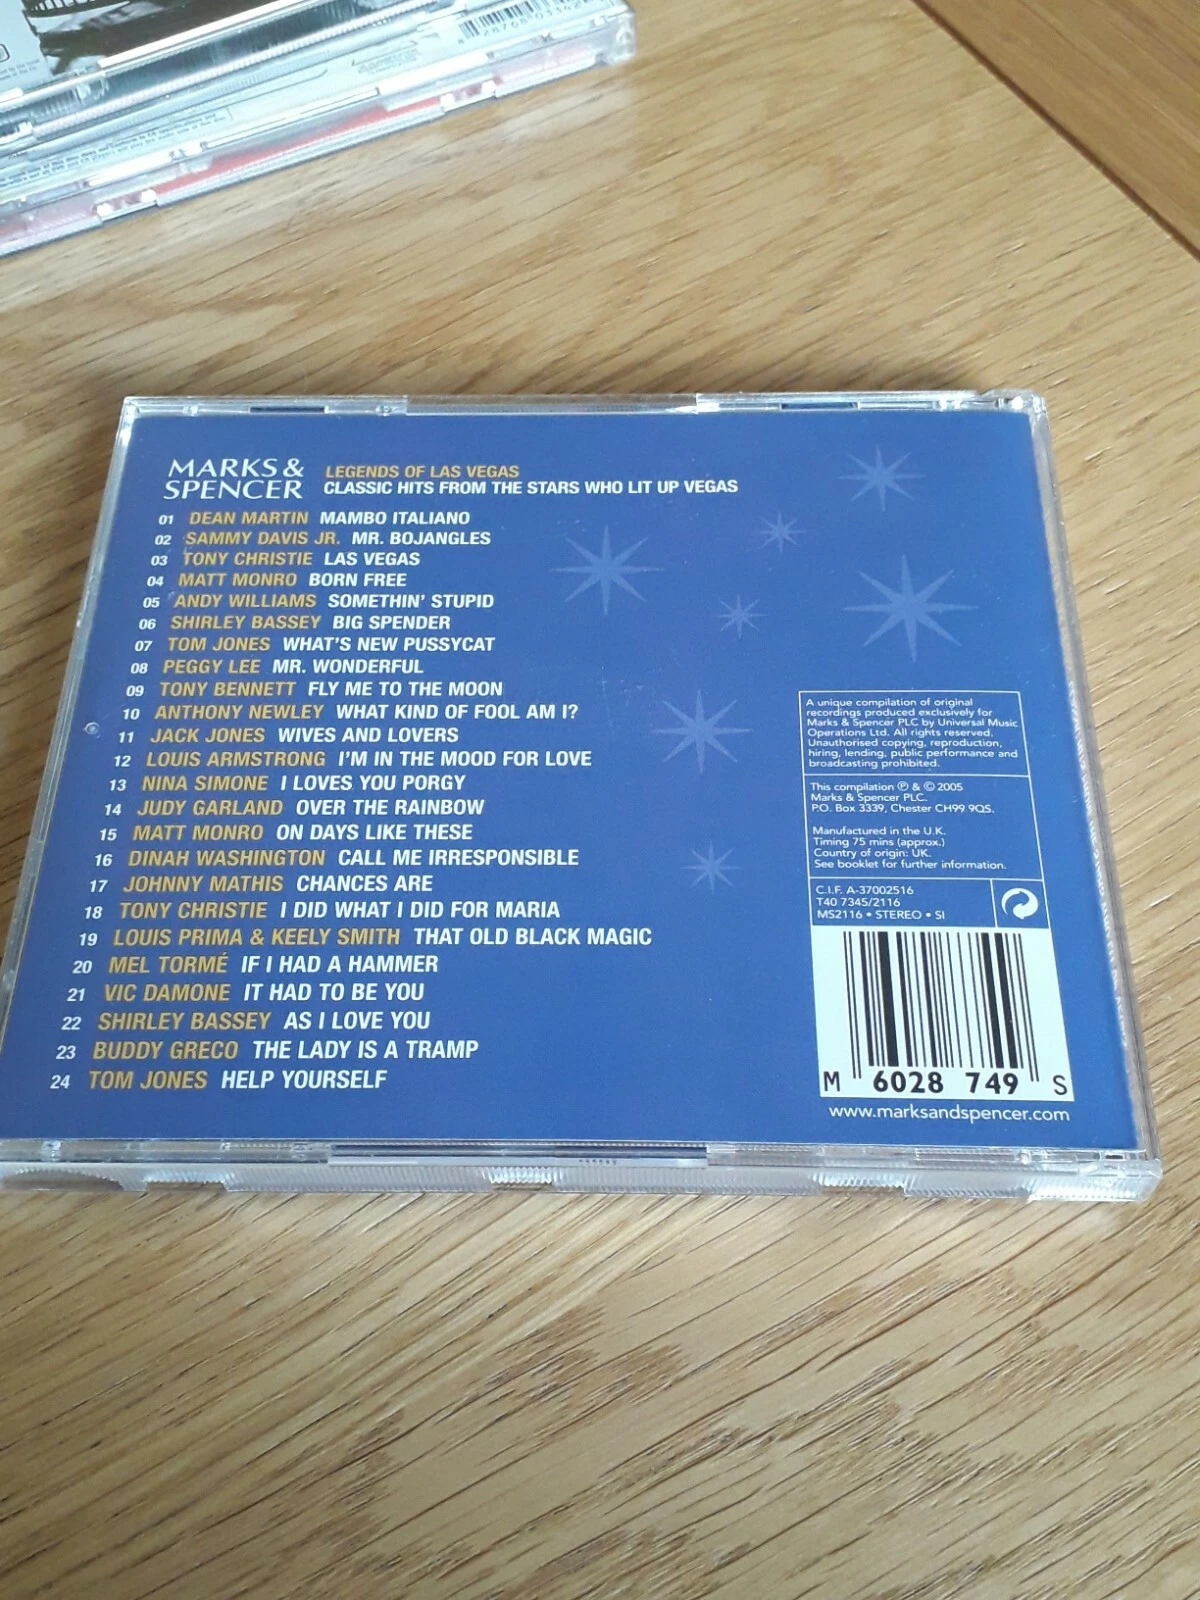 8 28768 03342
MARKS &
SPENCER
LEGENDS OF LAS VEGAS
CLASSIC HITS FROM THE STARS WHO LIT UP VEGAS
01 DEAN MARTIN MAMBO ITALIANO
02 SAMMY DAVIS JR. MR. BOJANGLES
03 TONY CHRISTIE LAS VEGAS
04 MATT MONRO BORN FREE
05 ANDY WILLIAMS SOMETHIN' STUPID
06 SHIRLEY BASSEY BIG SPENDER
07 TOM JONES WHAT'S NEW PUSSYCAT
08 PEGGY LEE MR. WONDERFUL
09 TONY BENNETT FLY ME TO THE MOON
10 ANTHONY NEWLEY WHAT KIND OF FOOL AM I?
11 JACK JONES WIVES AND LOVERS
12 LOUIS ARMSTRONG I'M IN THE MOOD FOR LOVE
13 NINA SIMONE I LOVES YOU PORGY
14 JUDY GARLAND OVER THE RAINBOW
15 MATT MONRO ON DAYS LIKE THESE
16 DINAH WASHINGTON CALL ME IRRESPONSIBLE
17 JOHNNY MATHIS CHANCES ARE
18 TONY CHRISTIE I DID WHAT I DID FOR MARIA
19 LOUIS PRIMA & KEELY SMITH THAT OLD BLACK MAGIC
20 MEL TORMÉ IF I HAD A HAMMER
21 VIC DAMONE IT HAD TO BE YOU
22 SHIRLEY BASSEY AS I LOVE YOU
23 BUDDY GRECO THE LADY IS A TRAMP
24 TOM JONES HELP YOURSELF
A unique compilation of original
recordings produced exclusively for
Marks & Spencer PLC by Universal Music
Operations Ltd. All rights reserved,
Unauthorised copying, reproduction,
hiring, lending, public performance and
broadcasting prohibited.
This compilation ℗ & © 2005
Marks & Spencer PLC.
P.O. Box 3339, Chester CH99 9QS.
Manufactured in the U.K.
Timing 75 mins (approx.)
Country of origin: UK.
See booklet for further information.
C.I.F. A-37002516
T40 7345/2116
MS2116 • STEREO • SI
M 6028 749 S
www.marksandspencer.com